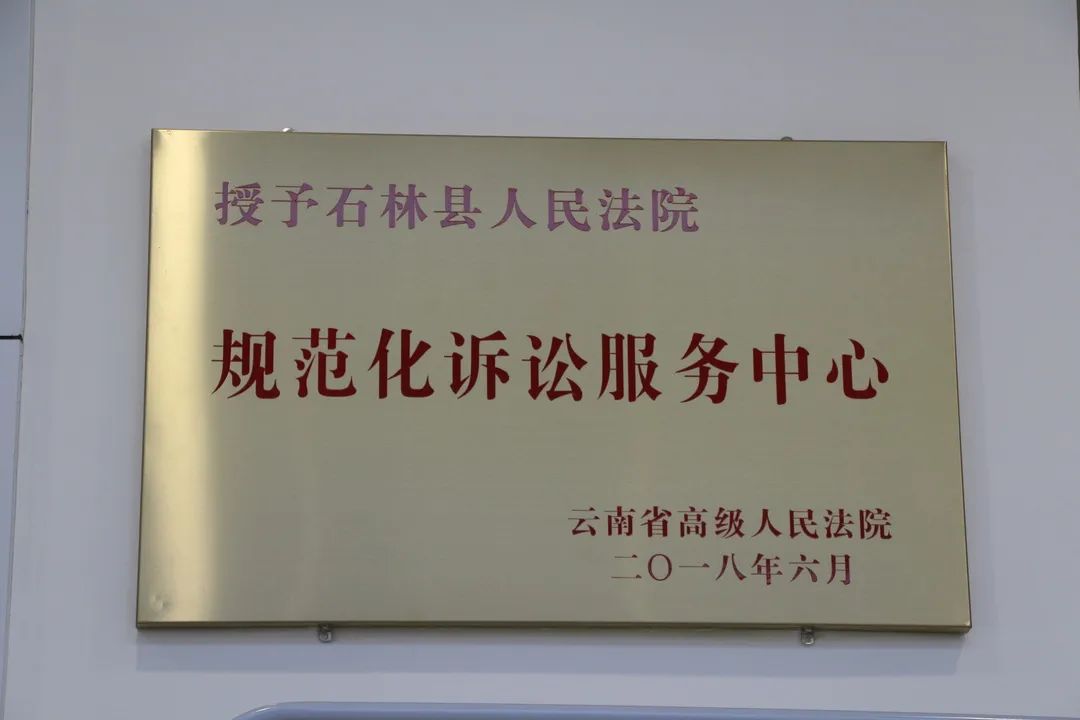 授予石林县人民法院
规范化诉讼服务中心
云南省高级人民法院
二〇一八年六月